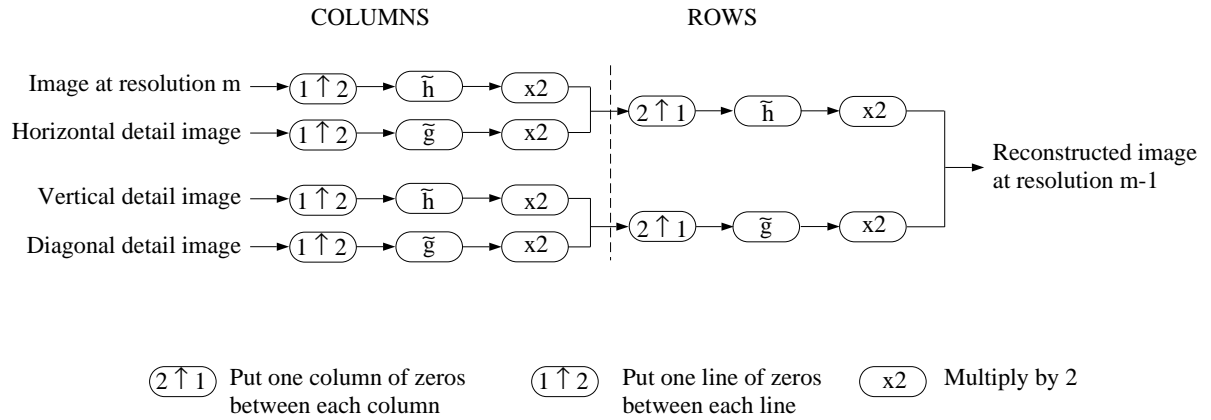 COLUMNS ROWS
Image at resolution m 1 ↑ 2 h̃ x2
Horizontal detail image 1 ↑ 2 g̃ x2
2 ↑ 1 h̃ x2
Reconstructed image
at resolution m-1
Vertical detail image 1 ↑ 2 h̃ x2
Diagonal detail image 1 ↑ 2 g̃ x2
2 ↑ 1 g̃ x2
2 ↑ 1 Put one column of zeros
between each column
1 ↑ 2 Put one line of zeros
between each line
x2 Multiply by 2